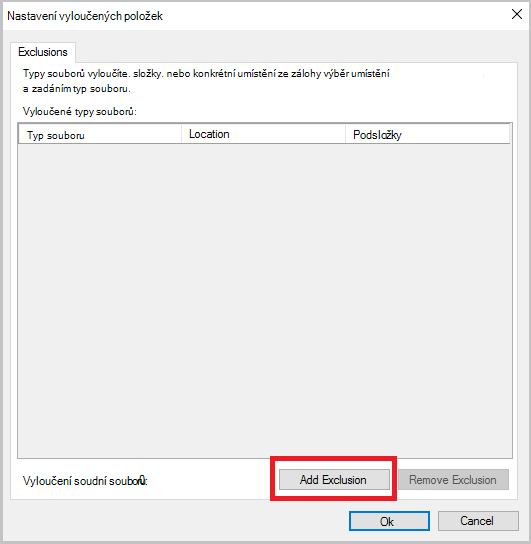 Nastavení vyloučených položek
Exclusions
Typy souborů vyloučíte. složky. nebo konkrétní umístění ze zálohy výběr umístění
a zadáním typ souboru.
Vyloučené typy souborů:
Typ souboru Location Podsložky
Vyloučení soudní souborů:
Add Exclusion Remove Exclusion
Ok Cancel